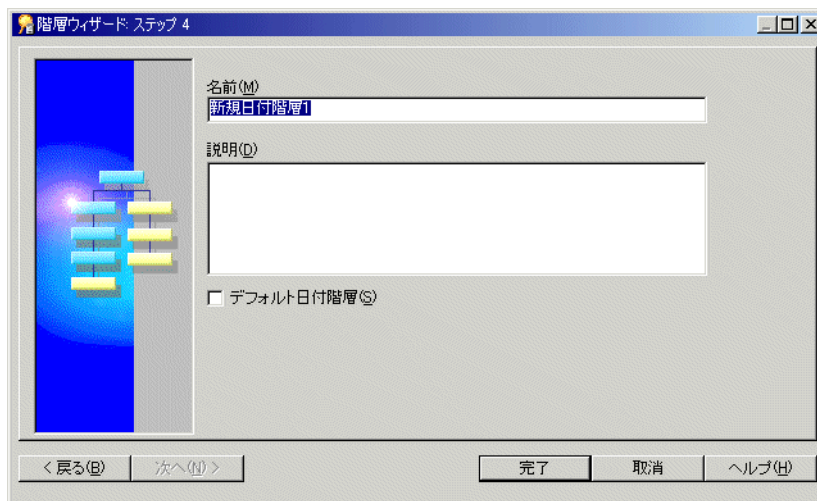 階層ウィザード: ステップ 4
名前(M)
新規日付階層1
説明(D)
デフォルト日付階層(S)
< 戻る(B)
次へ(N) >
完了
取消
ヘルプ(H)